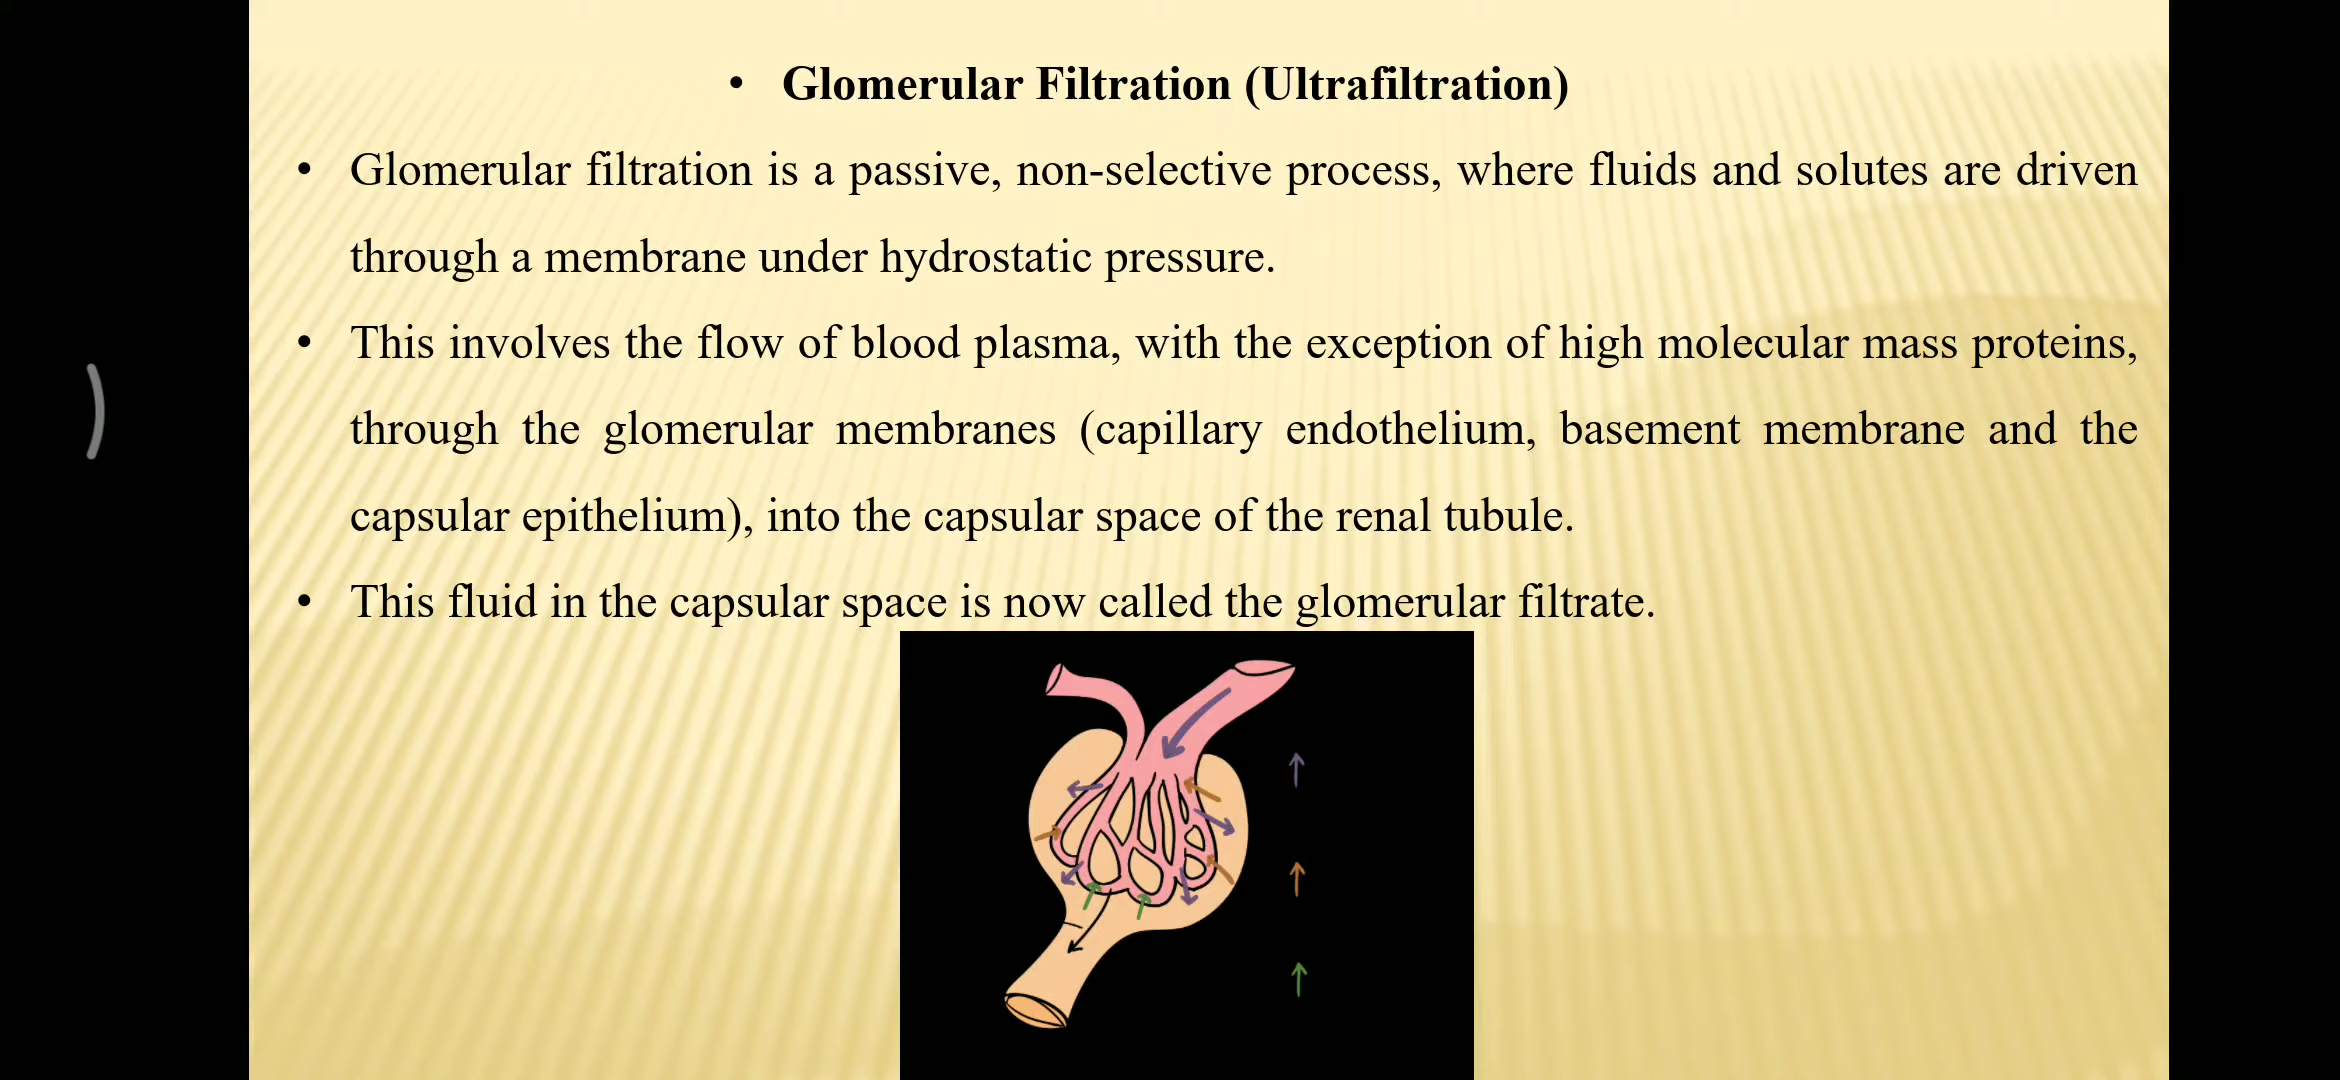 • Glomerular Filtration (Ultrafiltration)
• Glomerular filtration is a passive, non-selective process, where fluids and solutes are driven
through a membrane under hydrostatic pressure.
• This involves the flow of blood plasma, with the exception of high molecular mass proteins,
through the glomerular membranes (capillary endothelium, basement membrane and the
capsular epithelium), into the capsular space of the renal tubule.
• This fluid in the capsular space is now called the glomerular filtrate.